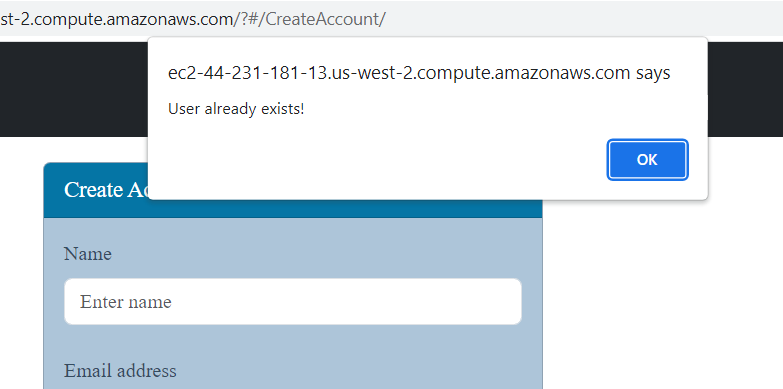 st-2.compute.amazonaws.com/?#/CreateAccount/
ec2-44-231-181-13.us-west-2.compute.amazonaws.com says
User already exists!
OK
Create Ac
Name
Enter name
Email address